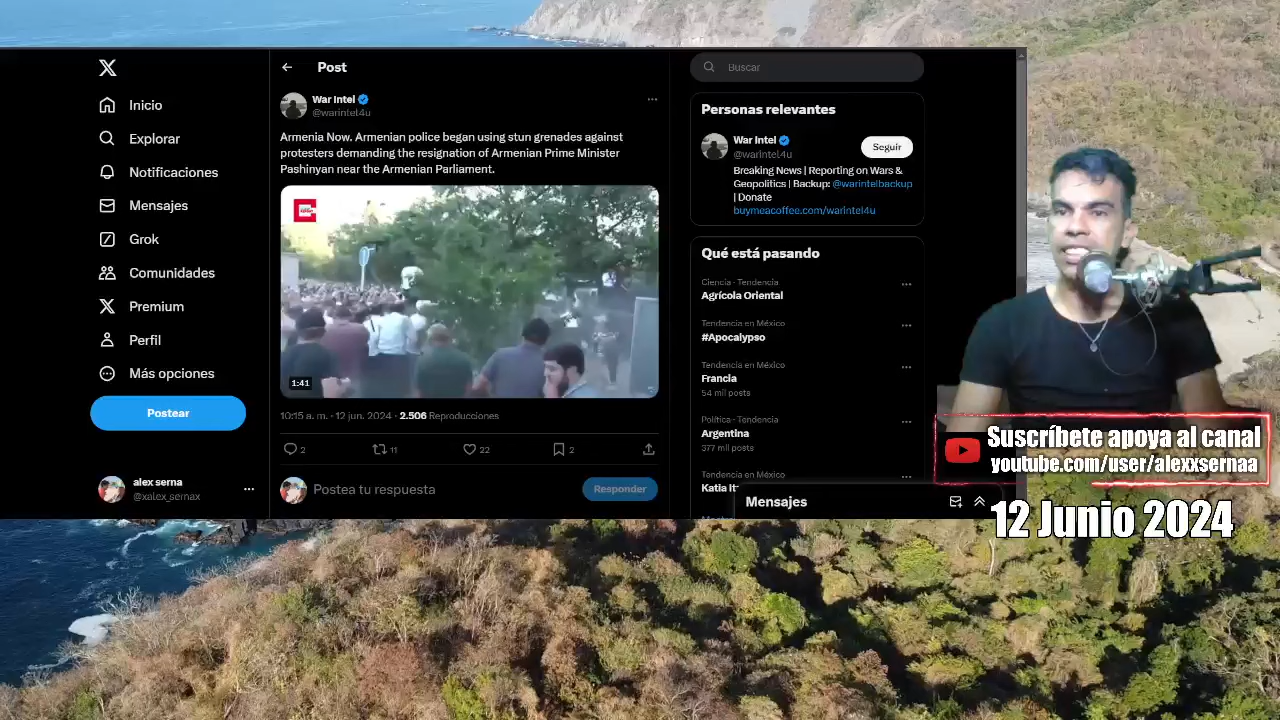 Inicio
Explorar
Notificaciones
Mensajes
Grok
Comunidades
Premium
Perfil
Más opciones
Postear
alex serna
@xalex_sernax
Post
War Intel
@warintel4u
Armenia Now. Armenian police began using stun grenades against
protesters demanding the resignation of Armenian Prime Minister
Pashinyan near the Armenian Parliament.
1:41
10:15 a. m. · 12 jun. 2024 · 2.506 Reproducciones
2 11 22 2
Postea tu respuesta
Responder
Buscar
Personas relevantes
War Intel
@warintel4u
Seguir
Breaking News | Reporting on Wars &
Geopolitics | Backup: @warintelbackup
| Donate
buymeacoffee.com/warintel4u
Qué está pasando
Ciencia · Tendencia
Agrícola Oriental
Tendencia en México
#Apocalypso
Tendencia en México
Francia
54 mil posts
Política · Tendencia
Argentina
377 mil posts
Tendencia en México
Katia It
Mensajes
Suscríbete apoya al canal
youtube.com/user/alexxsernaa
12 Junio 2024